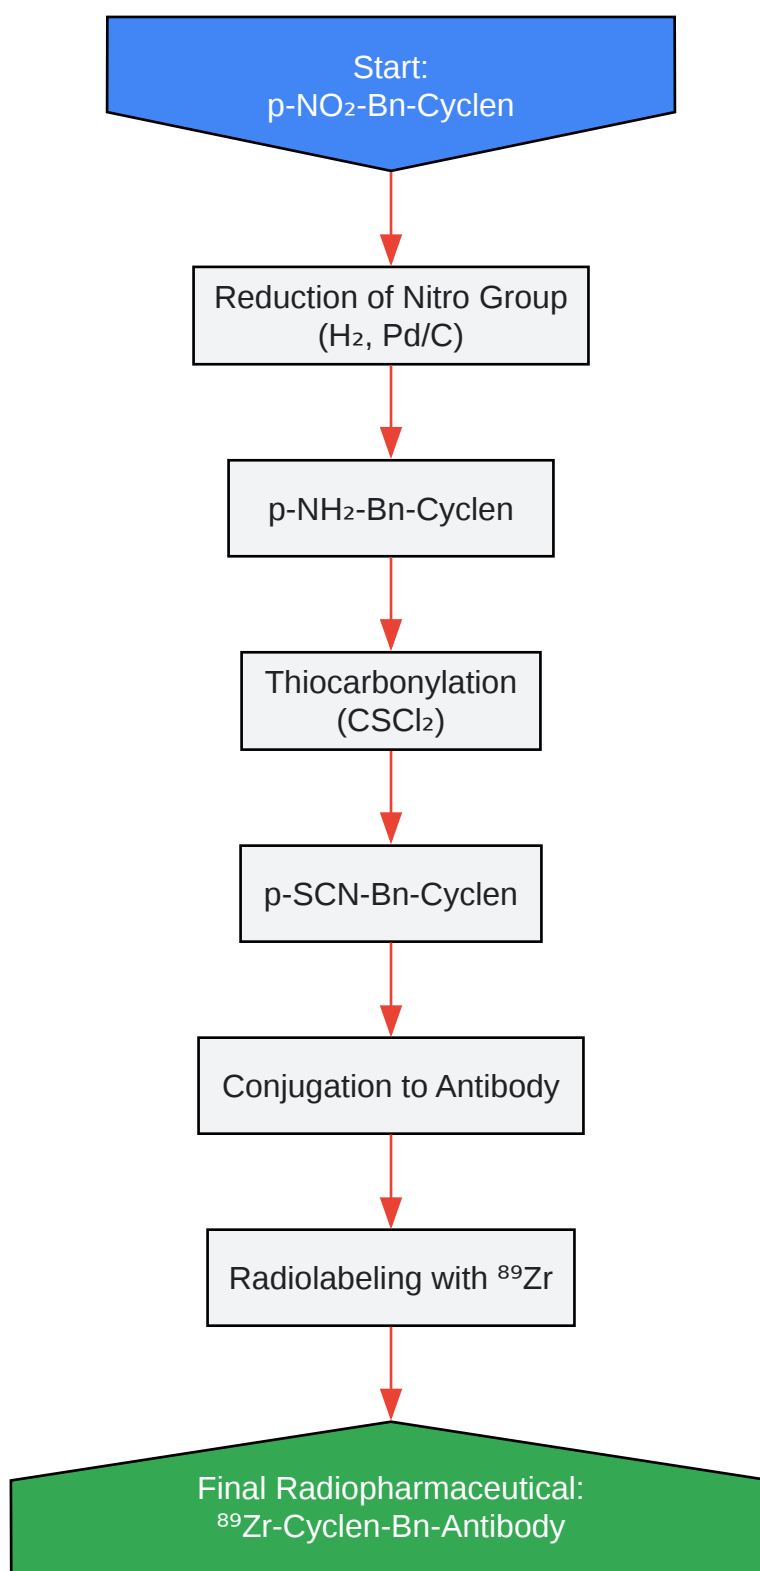 Start:
p-NO₂-Bn-Cyclen
Reduction of Nitro Group
(H₂, Pd/C)
p-NH₂-Bn-Cyclen
Thiocarbonylation
(CSCl₂)
p-SCN-Bn-Cyclen
Conjugation to Antibody
Radiolabeling with ⁸⁹Zr
Final Radiopharmaceutical:
⁸⁹Zr-Cyclen-Bn-Antibody